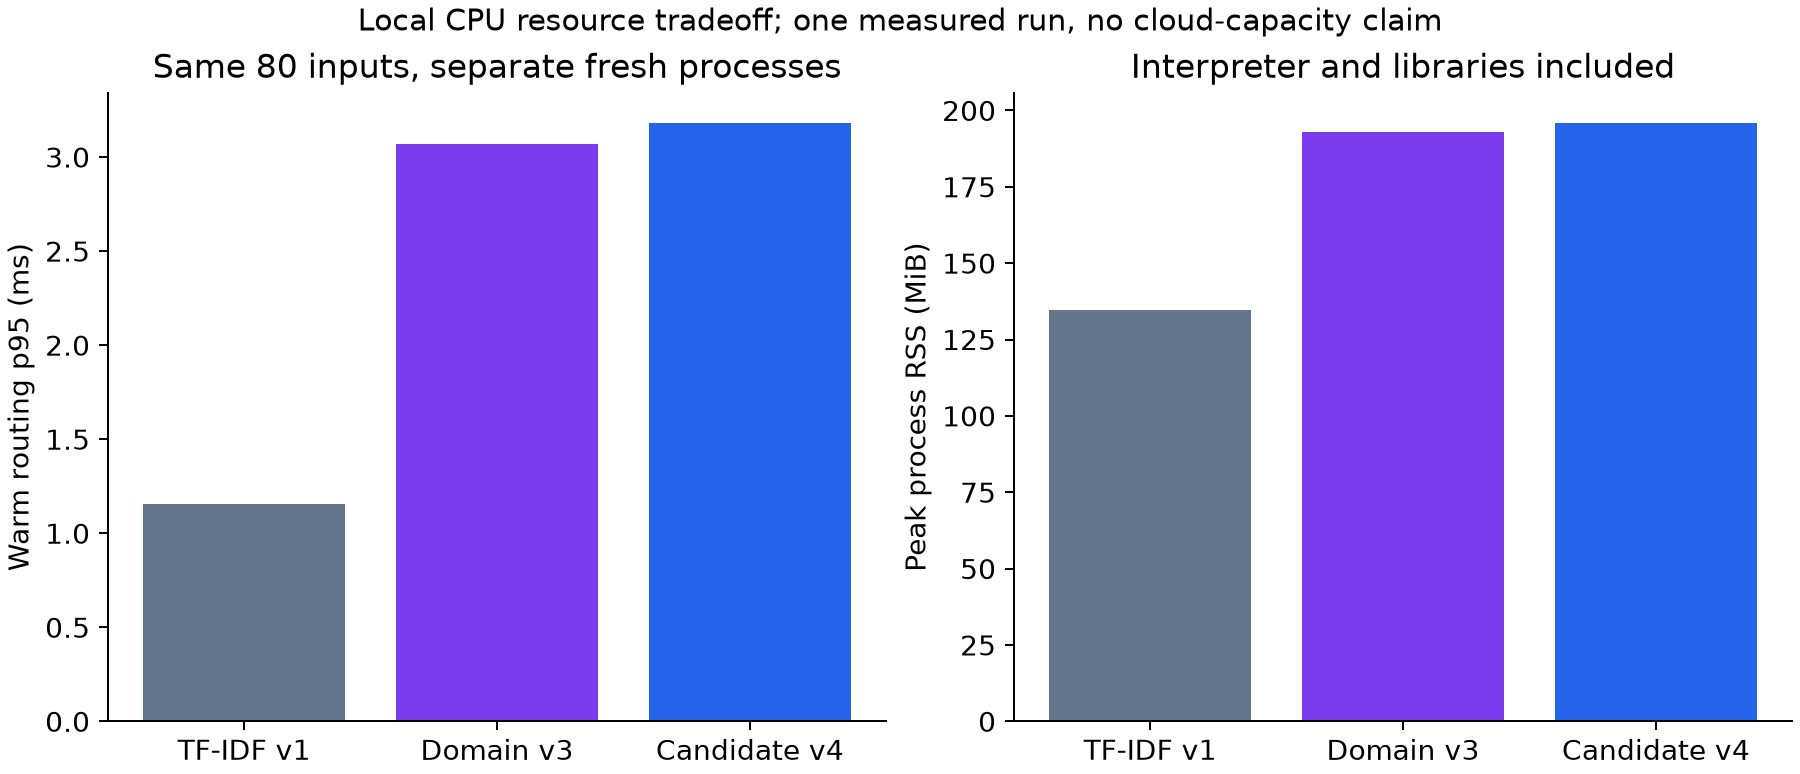 Local CPU resource tradeoff; one measured run, no cloud-capacity claim
Same 80 inputs, separate fresh processes
Warm routing p95 (ms)
3.0
2.5
2.0
1.5
1.0
0.5
0.0
TF-IDF v1
Domain v3
Candidate v4
Interpreter and libraries included
Peak process RSS (MiB)
200
175
150
125
100
75
50
25
0
TF-IDF v1
Domain v3
Candidate v4